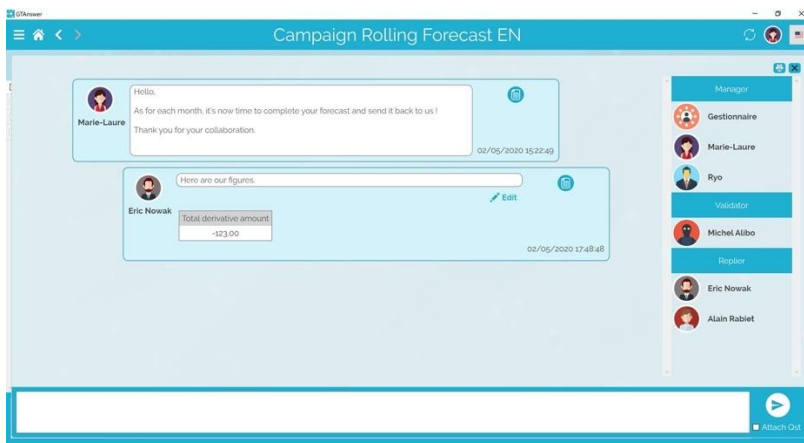 GTAnswer
Campaign Rolling Forecast EN
Hello,
As for each month, it's now time to complete your forecast and send it back to us !
Thank you for your collaboration.
Marie-Laure
02/05/2020 15:22:49
Here are our figures.
Edit
Eric Nowak
Total derivative amount
-123.00
02/05/2020 17:48:48
Manager
Gestionnaire
Marie-Laure
Ryo
Validator
Michel Alibo
Replier
Eric Nowak
Alain Rabiet
Attach Qst